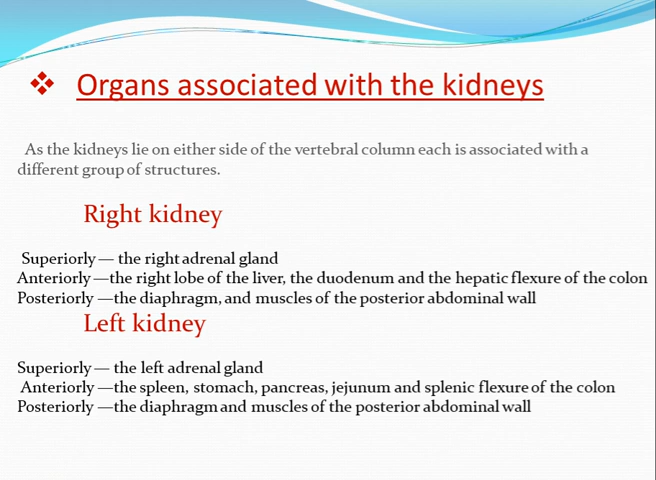 ❖ Organs associated with the kidneys
As the kidneys lie on either side of the vertebral column each is associated with a
different group of structures.
Right kidney
Superiorly — the right adrenal gland
Anteriorly —the right lobe of the liver, the duodenum and the hepatic flexure of the colon
Posteriorly —the diaphragm, and muscles of the posterior abdominal wall
Left kidney
Superiorly — the left adrenal gland
Anteriorly —the spleen, stomach, pancreas, jejunum and splenic flexure of the colon
Posteriorly —the diaphragm and muscles of the posterior abdominal wall